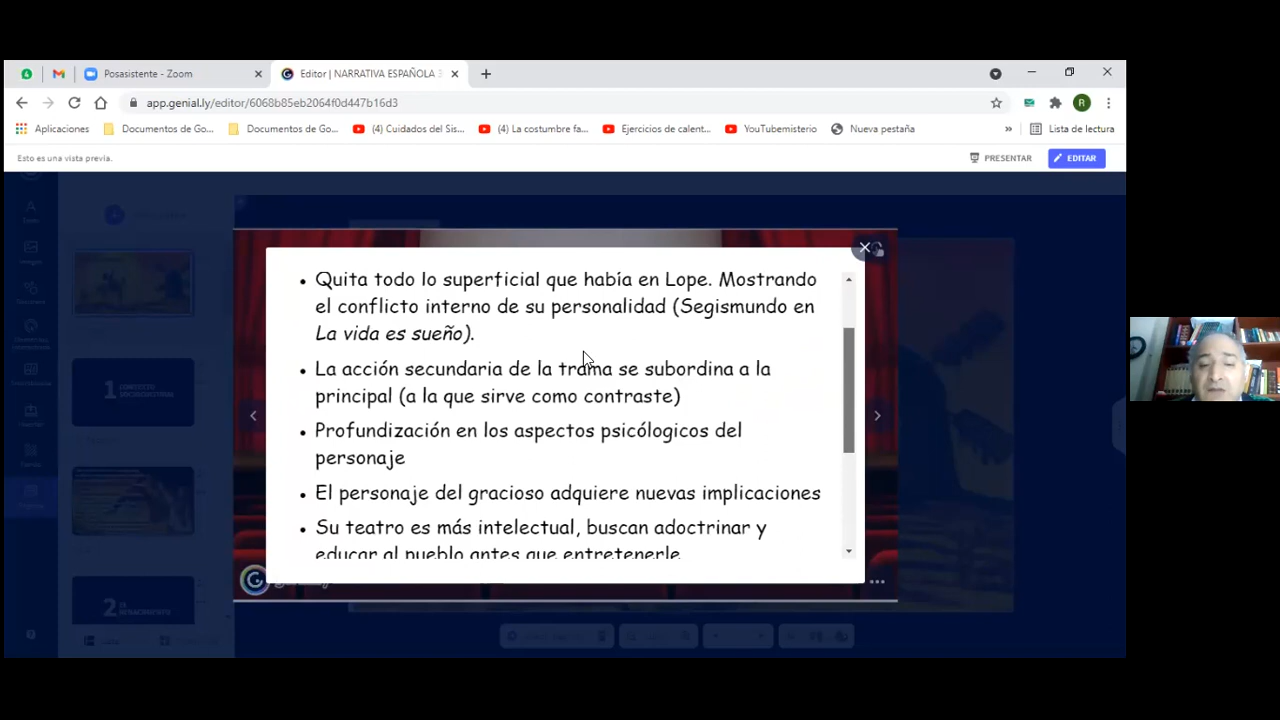 Posasistente - Zoom
Editor | NARRATIVA ESPAÑOLA
app.genial.ly/editor/6068b85eb2064f0d447b16d3
R
Aplicaciones
Documentos de Go...
Documentos de Go...
(4) Cuidados del Sis...
(4) La costumbre fa...
Ejercicios de calent...
YouTubemisterio
Nueva pestaña
»
Lista de lectura
Esto es una vista previa.
PRESENTAR
EDITAR
• Quita todo lo superficial que había en Lope. Mostrando
el conflicto interno de su personalidad (Segismundo en
La vida es sueño).
• La acción secundaria de la trama se subordina a la
principal (a la que sirve como contraste)
• Profundización en los aspectos psicólogicos del
personaje
• El personaje del gracioso adquiere nuevas implicaciones
• Su teatro es más intelectual, buscan adoctrinar y
educar al pueblo antes que entretenerle
1 CONTEXTO
2